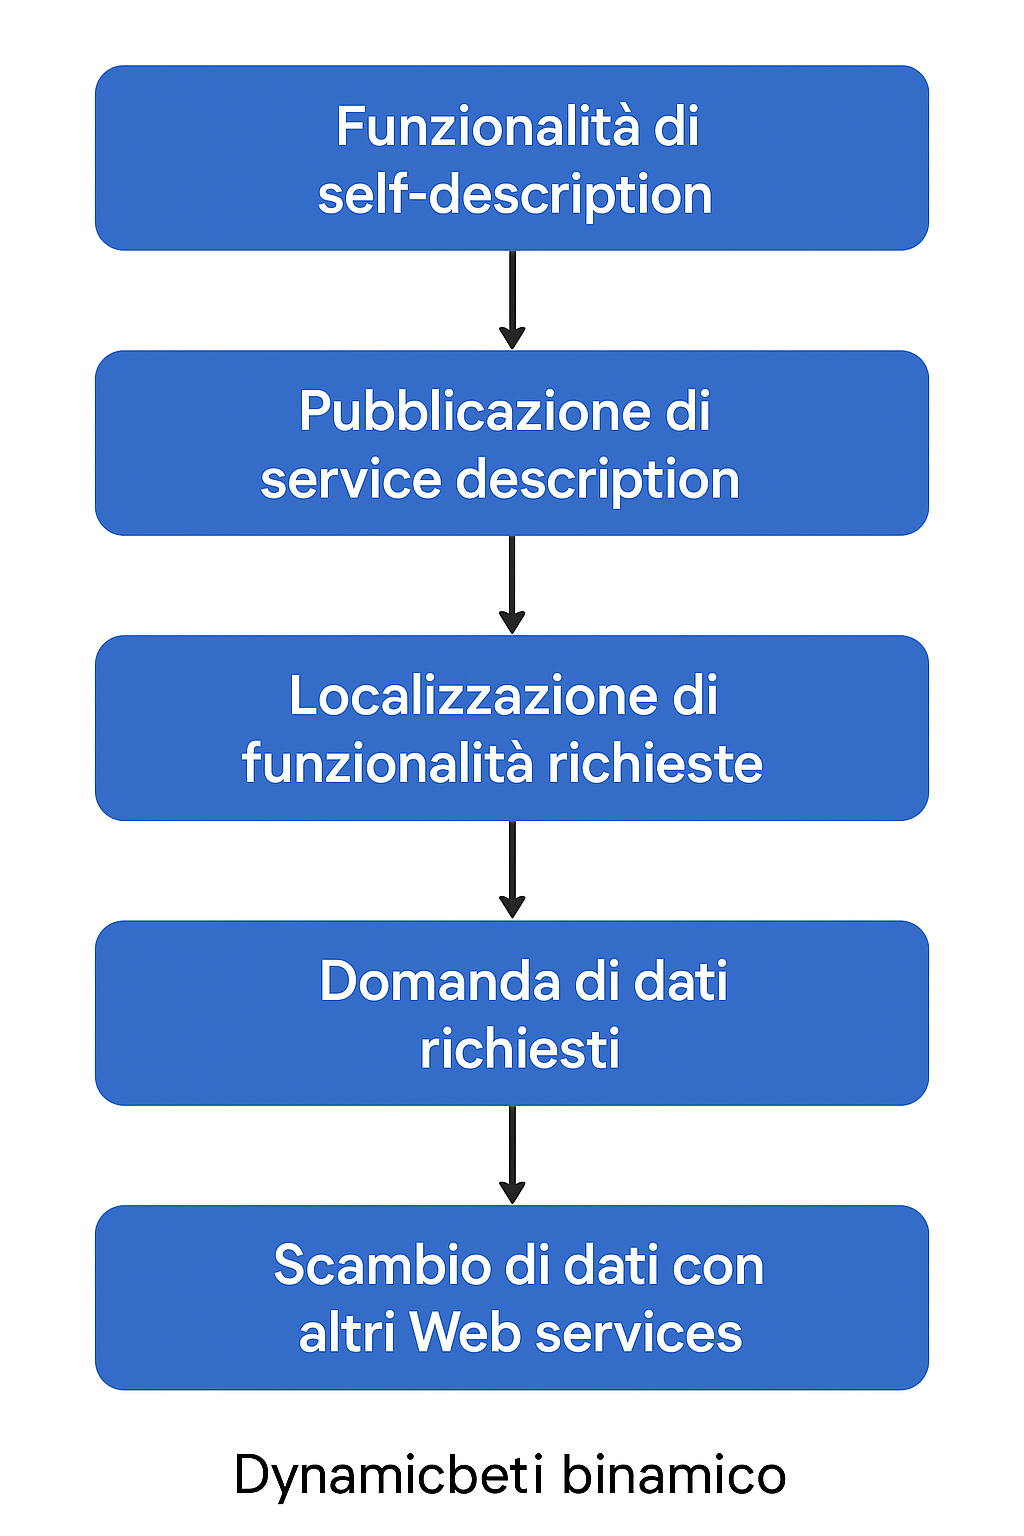 Funzionalità di
self-description
Pubblicazione di
service description
Localizzazione di
funzionalità richieste
Domanda di dati
richiesti
Scambio di dati con
altri Web services
Dynamicbeti binamico